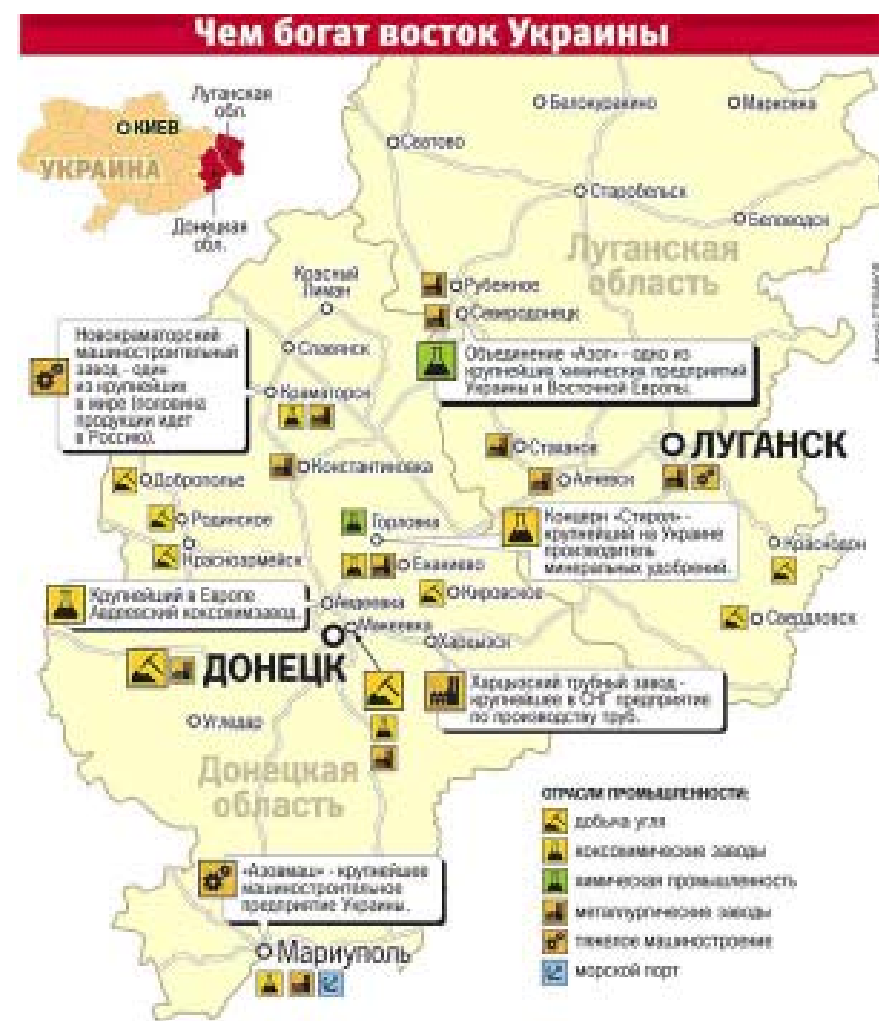 Чем богат восток Украины
Луганская
обл.
КИЕВ
УКРАИНА
Донецкая
обл.
Белокуракино
Марковка
Сватово
Старобельск
Беловодск
Луганская
область
Красный
Лиман
Рубежное
Северодонецк
Новокраматорский
машиностроительный
завод - один
из крупнейших
в мире (половина
продукции идет
в Россию).
Славянск
Объединение «Азот» - одно из
крупнейших химических предприятий
Украины и Восточной Европы.
Краматорск
Стаханов
ЛУГАНСК
Константиновка
Алчевск
Доброполье
Родинское
Горловка
Концерн «Стирол» -
крупнейший на Украине
производитель
минеральных удобрений.
Краснодон
Красноармейск
Енакиево
Крупнейший в Европе
Авдеевский коксохимзавод.
Авдеевка
Кировское
Свердловск
Макеевка
Харцызск
ДОНЕЦК
Харцызский трубный завод -
крупнейшее в СНГ предприятие
по производству труб.
Угледар
Донецкая
область
ОТРАСЛИ ПРОМЫШЛЕННОСТИ:
добыча угля
коксохимические заводы
химическая промышленность
металлургические заводы
тяжелое машиностроение
морской порт
«Азовмаш» - крупнейшее
машиностроительное
предприятие Украины.
Мариуполь